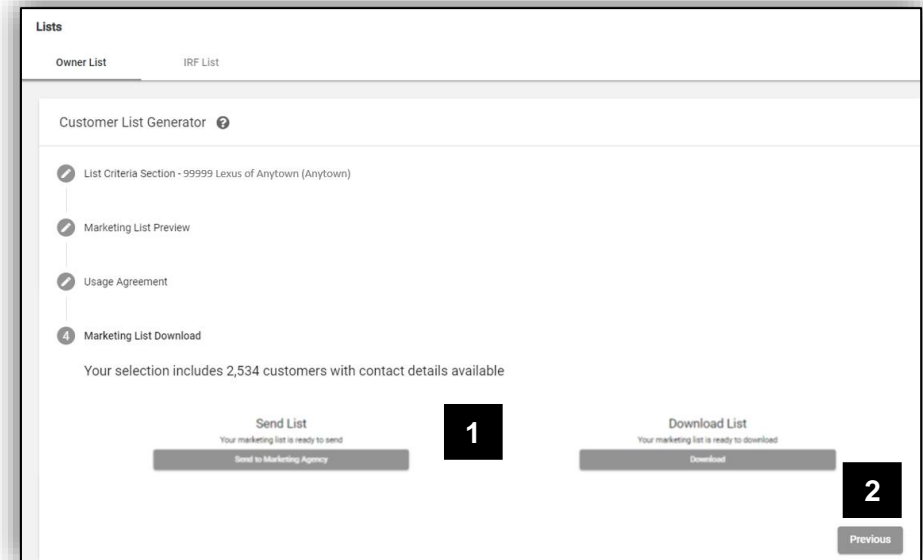 Lists
Owner List IRF List
Customer List Generator ?
List Criteria Section - 99999 Lexus of Anytown (Anytown)
Marketing List Preview
Usage Agreement
4 Marketing List Download
Your selection includes 2,534 customers with contact details available
Send List
Your marketing list is ready to send
Send to Marketing Agency
1
Download List
Your marketing list is ready to download
Download
2
Previous